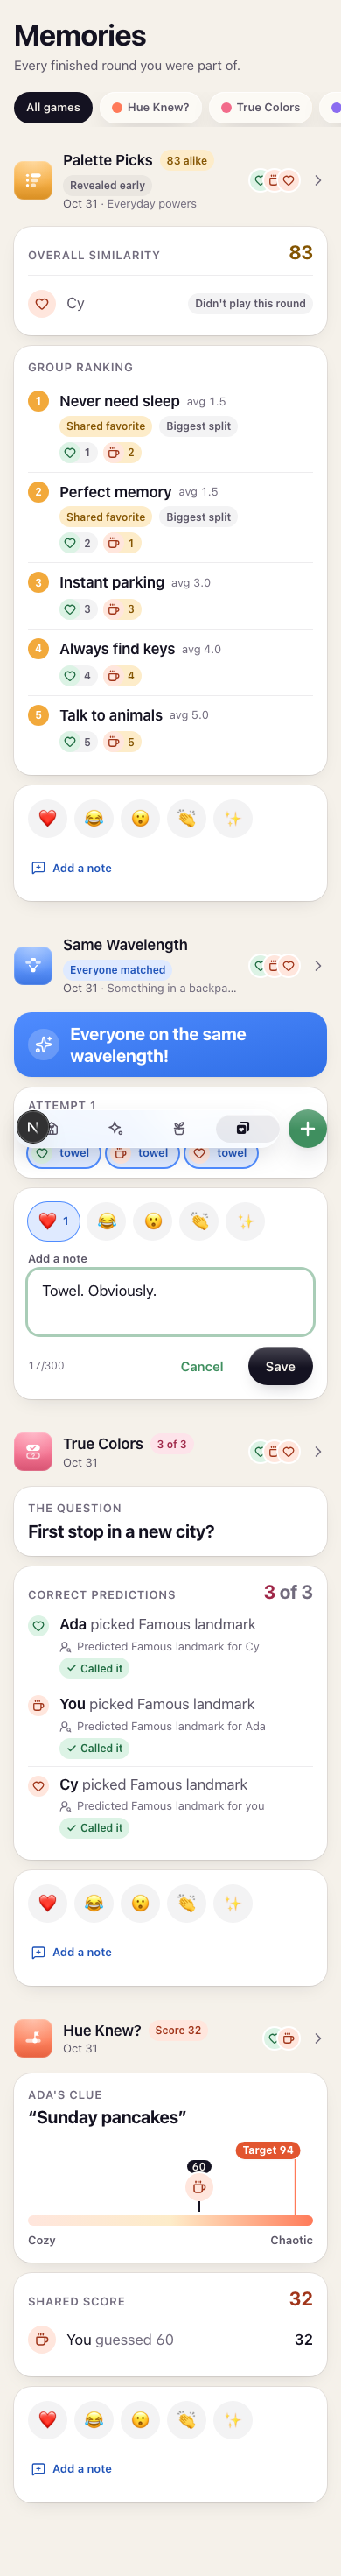 Memories
Every finished round you were part of.
All games
Hue Knew?
True Colors
Palette Picks
83 alike
Revealed early
Oct 31 · Everyday powers
OVERALL SIMILARITY
83
Cy
Didn't play this round
GROUP RANKING
1
Never need sleep
avg 1.5
Shared favorite
Biggest split
1
2
2
Perfect memory
avg 1.5
Shared favorite
Biggest split
2
1
3
Instant parking
avg 3.0
3
3
4
Always find keys
avg 4.0
4
4
5
Talk to animals
avg 5.0
5
5
Add a note
Same Wavelength
Everyone matched
Oct 31 · Something in a backpa...
Everyone on the same
wavelength!
ATTEMPT 1
N
towel
towel
towel
1
Add a note
Towel. Obviously.
17/300
Cancel
Save
True Colors
3 of 3
Oct 31
THE QUESTION
First stop in a new city?
CORRECT PREDICTIONS
3 of 3
Ada picked Famous landmark
Predicted Famous landmark for Cy
Called it
You picked Famous landmark
Predicted Famous landmark for Ada
Called it
Cy picked Famous landmark
Predicted Famous landmark for you
Called it
Add a note
Hue Knew?
Score 32
Oct 31
ADA'S CLUE
“Sunday pancakes”
Target 94
60
Cozy
Chaotic
SHARED SCORE
32
You guessed 60
32
Add a note